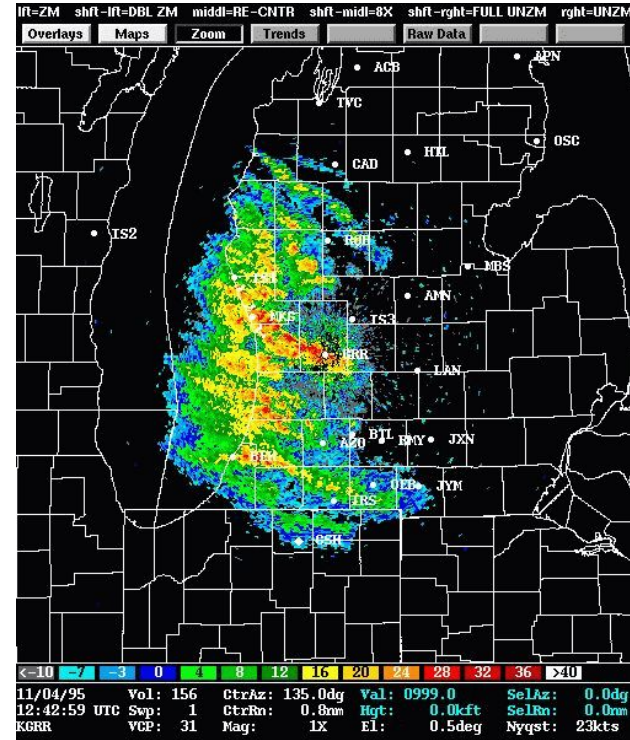 lft=ZM shft-lft=DBL ZM middl=RE-CNTR shft-midl=8X shft-rght=FULL UNZM rght=UNZM
Overlays Maps Zoom Trends Raw Data
APN
ACB
TVC
OSC
HTL
CAD
IS2
RQB
MBS
AMN
MKG
IS3
GRR
LAN
BTL
AZO RMY JXN
BEH
OEB JYM
IRS
GSH
<-10 -7 -3 0 4 8 12 16 20 24 28 32 36 >40
11/04/95 Vol: 156 CtrAz: 135.0dg Val: 0999.0 SelAz: 0.0dg
12:42:59 UTC Swp: 1 CtrRn: 0.8nm Hgt: 0.0kft SelRn: 0.0nm
KGRR VCP: 31 Mag: 1X El: 0.5deg Nyqst: 23kts